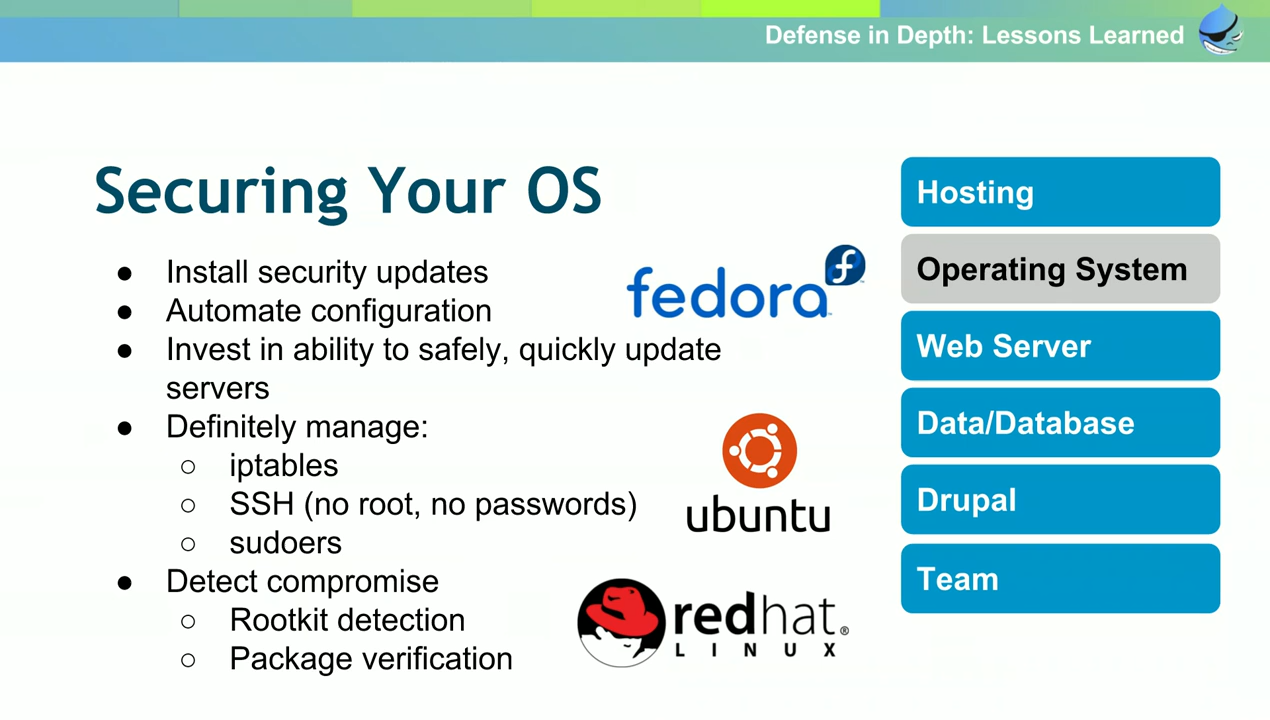 Defense in Depth: Lessons Learned
Securing Your OS
● Install security updates
● Automate configuration
● Invest in ability to safely, quickly update
servers
● Definitely manage:
○ iptables
○ SSH (no root, no passwords)
○ sudoers
● Detect compromise
○ Rootkit detection
○ Package verification
fedora
ubuntu
redhat®
LINUX
Hosting
Operating System
Web Server
Data/Database
Drupal
Team